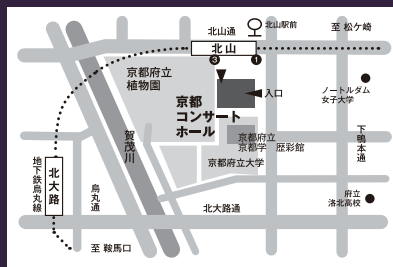 北山通
北山駅前
至 松ケ崎
北山
3
1
京都府立
植物園
入口
ノートルダム
女子大学
京都
コンサート
ホール
賀茂川
京都府立
京都学 歴彩館
京都府立大学
下鴨本通
地下鉄烏丸線
北大路
烏丸通
北大路通
府立
洛北高校
至 鞍馬口